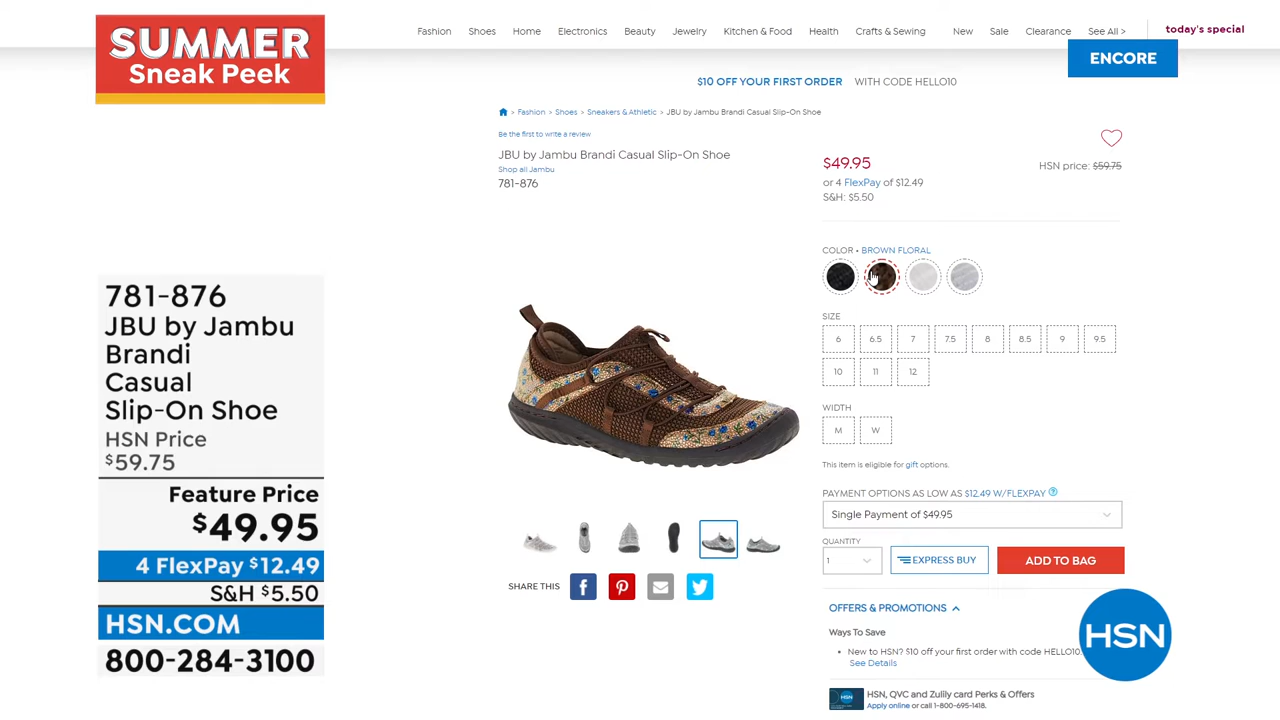 SUMMER
Sneak Peek
Fashion Shoes Home Electronics Beauty Jewelry Kitchen & Food Health Crafts & Sewing New Sale Clearance See All > today's special
ENCORE
$10 OFF YOUR FIRST ORDER WITH CODE HELLO10
> Fashion > Shoes > Sneakers & Athletic > JBU by Jambu Brandi Casual Slip-On Shoe
Be the first to write a review
JBU by Jambu Brandi Casual Slip-On Shoe
Shop all Jambu
781-876
$49.95
HSN price: $59.75
or 4 FlexPay of $12.49
S&H: $5.50
COLOR • BROWN FLORAL
SIZE
6 6.5 7 7.5 8 8.5 9 9.5
10 11 12
WIDTH
M W
This item is eligible for gift options.
PAYMENT OPTIONS AS LOW AS $12.49 W/FLEXPAY ?
Single Payment of $49.95
QUANTITY
1 EXPRESS BUY ADD TO BAG
SHARE THIS
OFFERS & PROMOTIONS
Ways To Save
• New to HSN? $10 off your first order with code HELLO10.
See Details
HSN, QVC and Zulily card Perks & Offers
Apply online or call 1-800-695-1418.
HSN
781-876
JBU by Jambu
Brandi
Casual
Slip-On Shoe
HSN Price
$59.75
Feature Price
$49.95
4 FlexPay $12.49
S&H $5.50
HSN.COM
800-284-3100